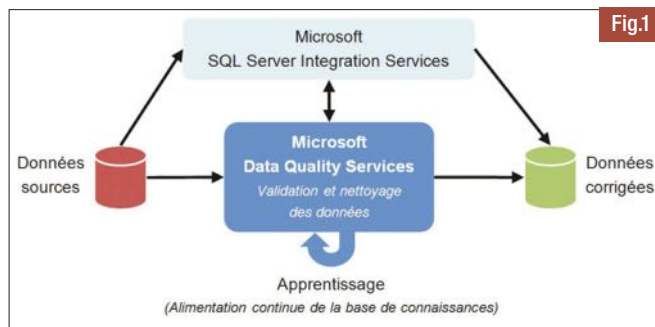 Fig.1
Microsoft
SQL Server Integration Services
Données
sources
Microsoft
Data Quality Services
Validation et nettoyage
des données
Données
corrigées
Apprentissage
(Alimentation continue de la base de connaissances)